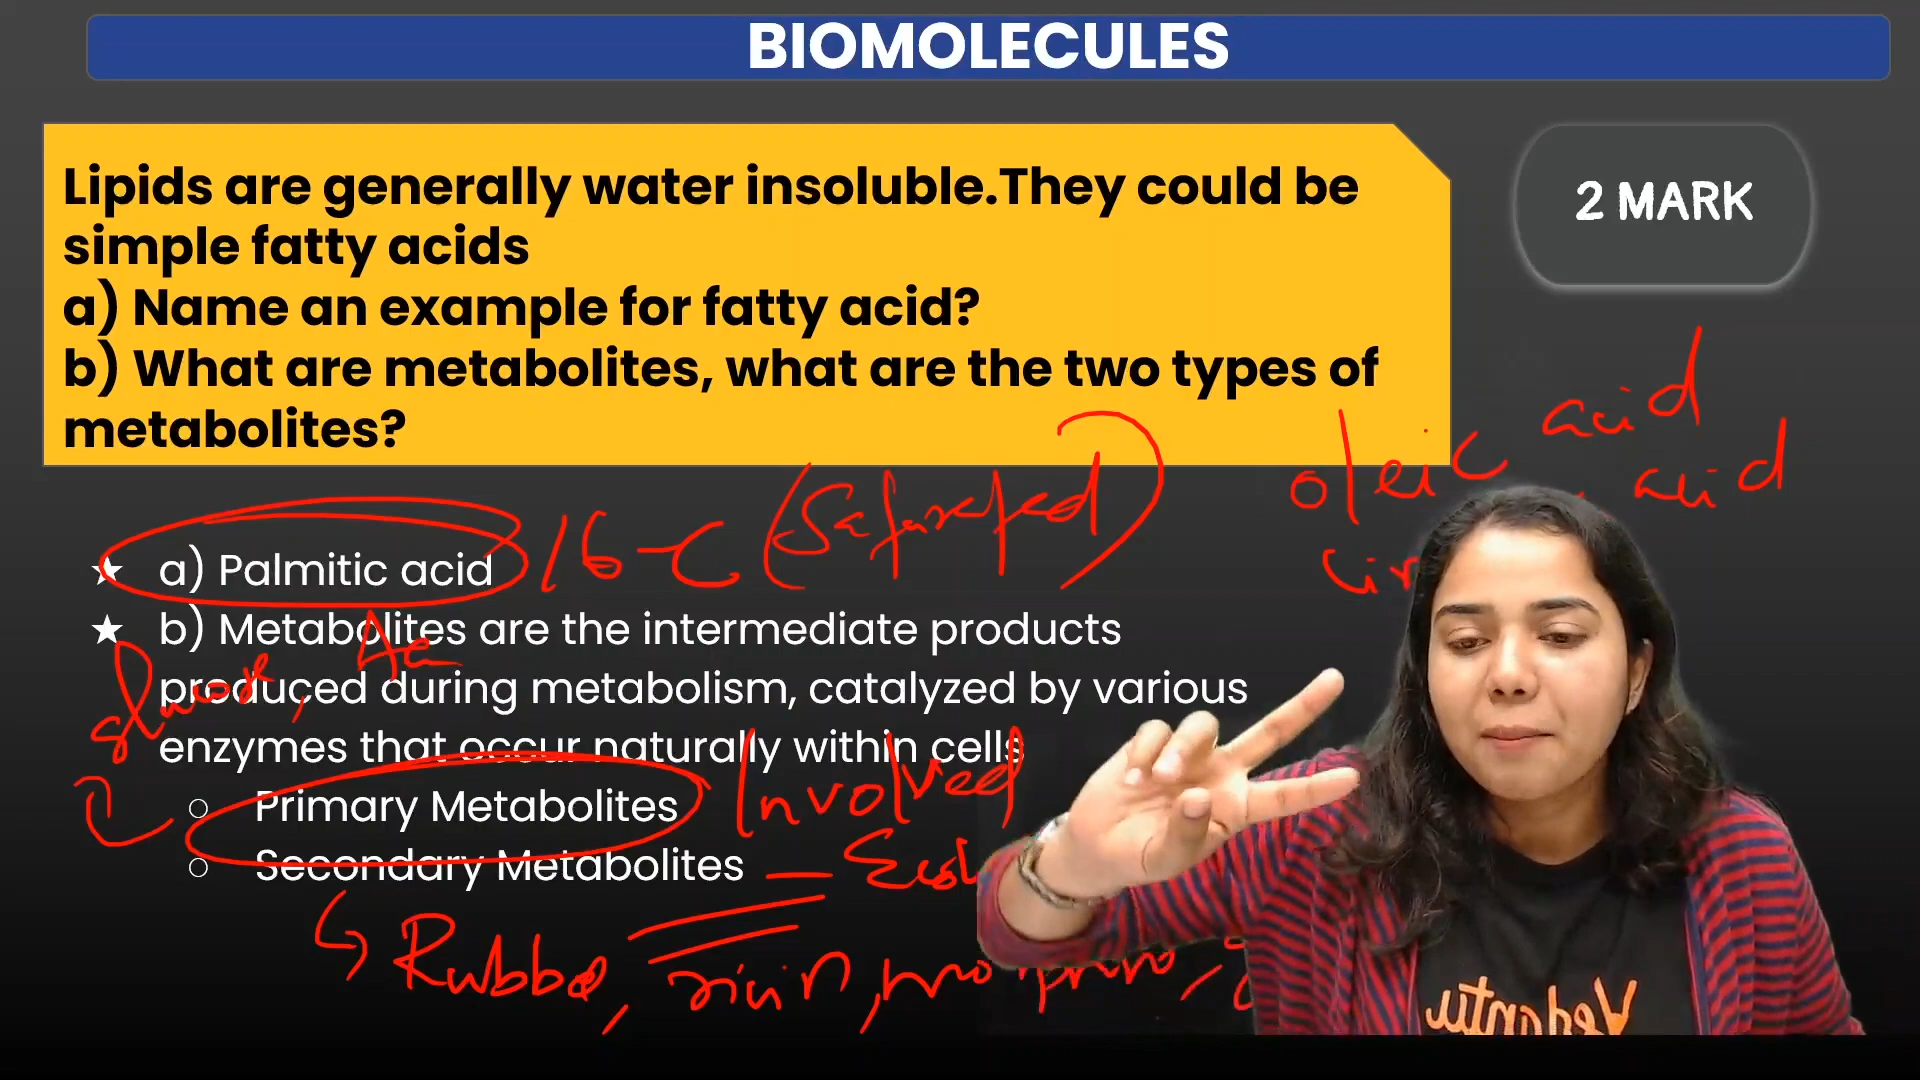 BIOMOLECULES
2 MARK
Lipids are generally water insoluble.They could be
simple fatty acids
a) Name an example for fatty acid?
b) What are metabolites, what are the two types of
metabolites?
oleic acid
acid
a) Palmitic acid 16-C (Saturated)
b) Metabolites are the intermediate products
produced during metabolism, catalyzed by various
enzymes that occur naturally within cells
○ Primary Metabolites Involved
○ Secondary Metabolites
Rubber, ricin,
Vedantu